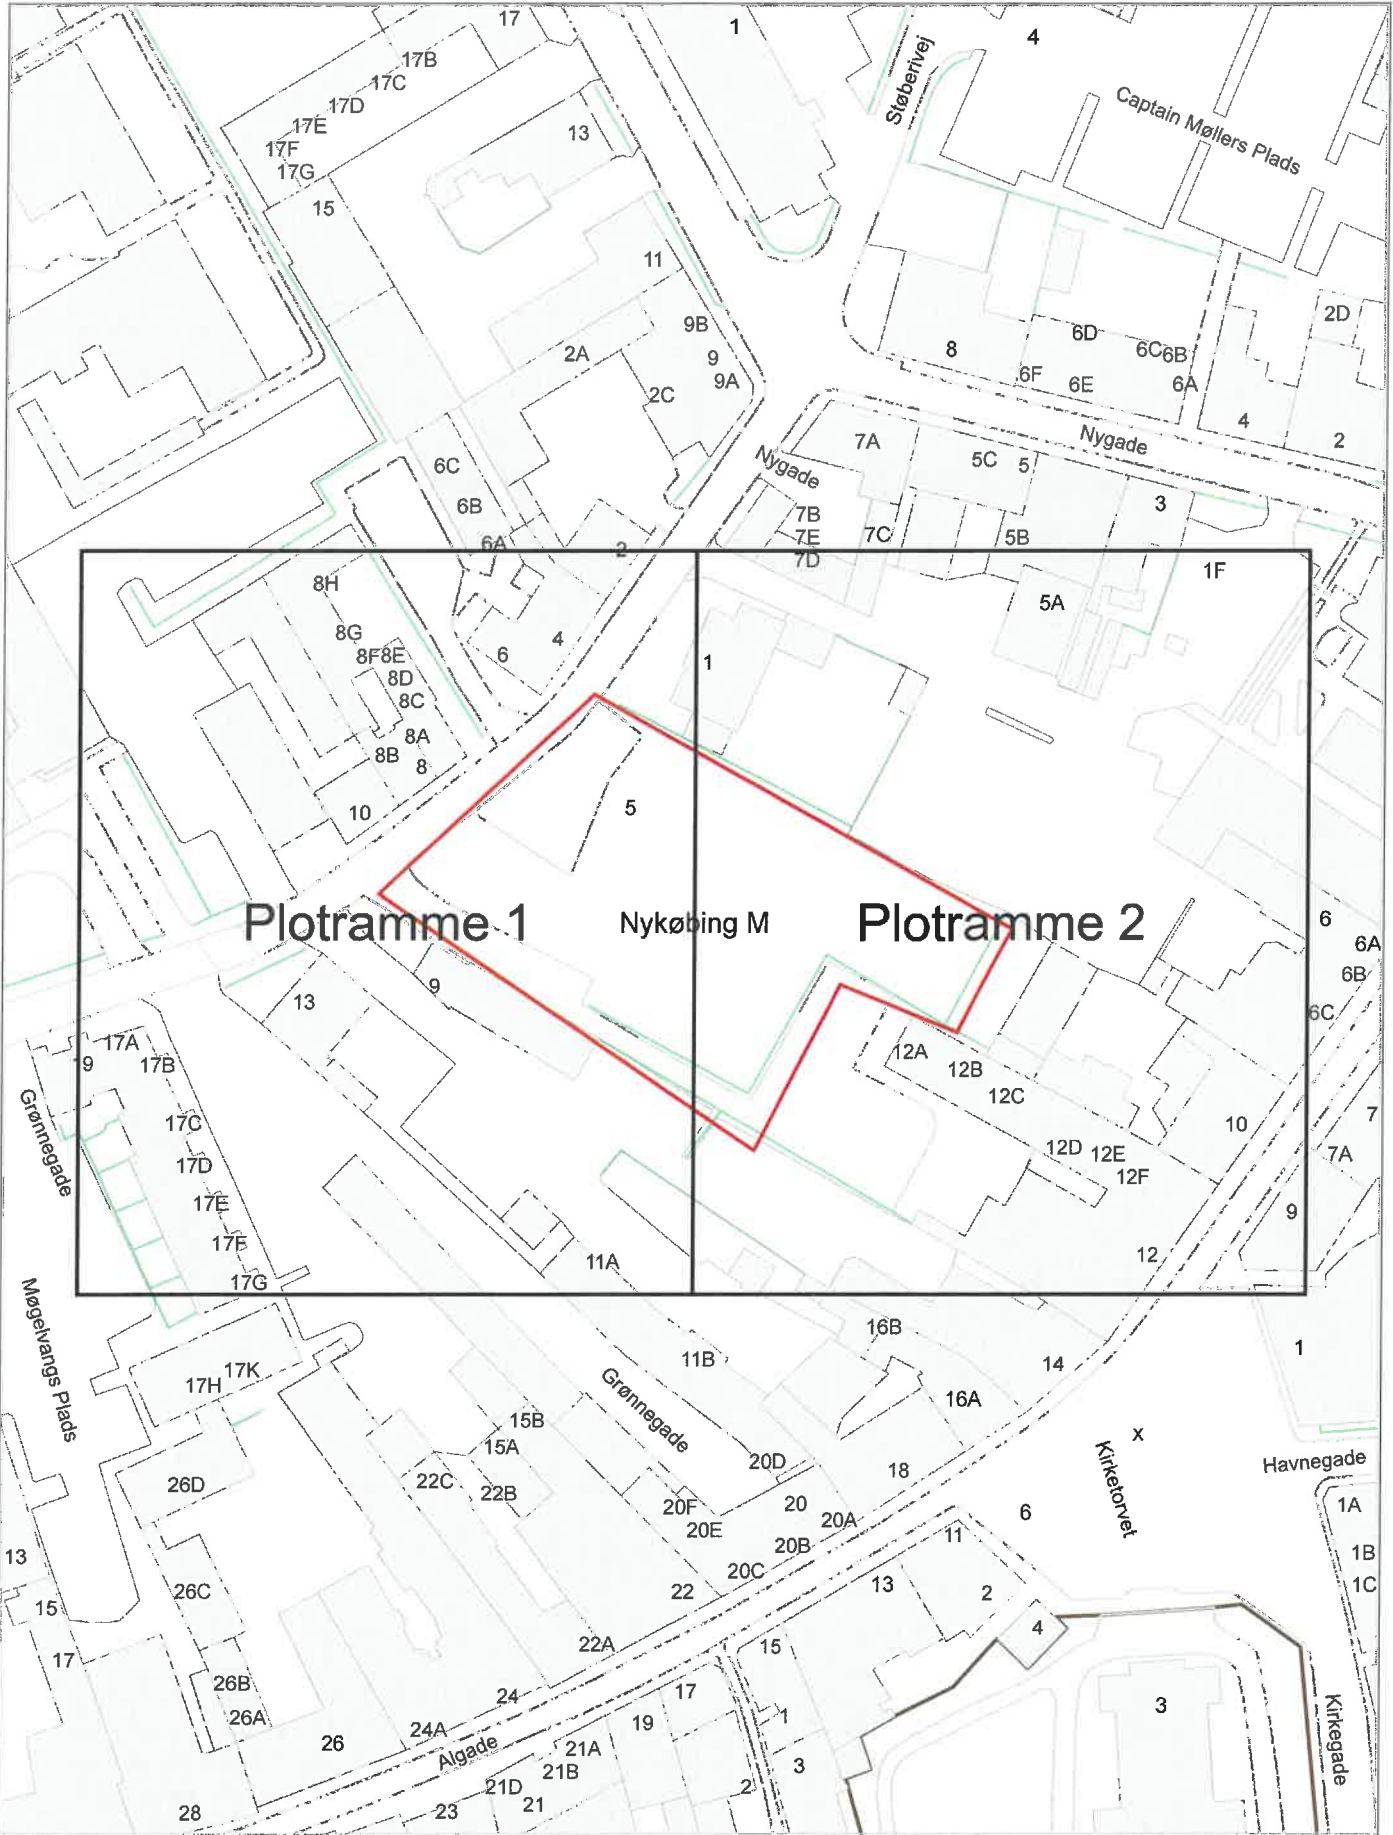 17
1
4
Støberivej
17B
17C
17D
17E
17F
17G
13
Captain Møllers Plads
15
11
9B
9
9A
2A
2C
2D
6D
6C
6B
8
6F
6E
6A
4
2
Nygade
7A
5C
5
Nygade
6C
6B
6A
2
7B
7E
7D
7C
5B
3
1F
8H
8G
8F
8E
8D
8C
8A
8B
8
10
6
4
1
5A
5
Plotramme 1
Nykøbing M
Plotramme 2
6
6A
6B
6C
9
13
17A
19
17B
12A
12B
12C
17C
10
7
Grønnegade
17D
12D
12E
12F
7A
17E
9
17F
12
17G
11A
Møgelvangs Plads
16B
11B
14
1
17K
17H
16A
Grønnegade
15B
15A
x
Kirketorvet
Havnegade
20D
18
26D
22C
22B
20F
20
6
1A
20E
20A
11
20B
1B
13
20C
13
2
1C
26C
22
15
4
22A
15
17
26B
24
17
3
26A
19
1
24A
26
Algade
21A
3
Kirkegade
21B
21D
2
28
23
21